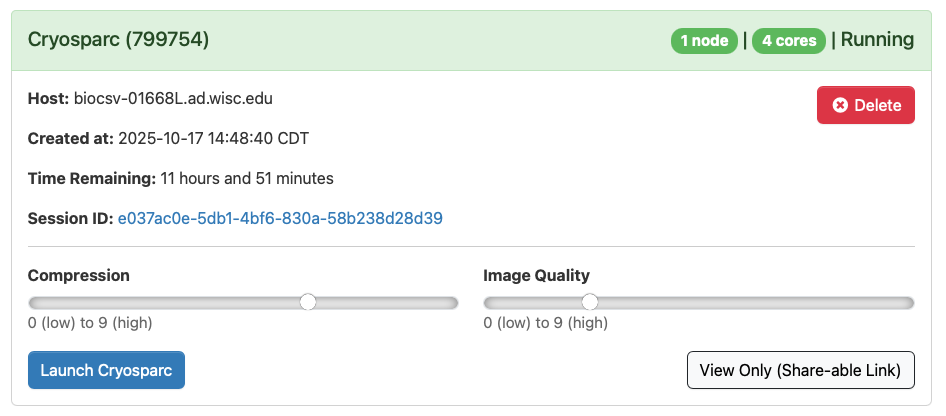 Cryosparc (799754)
1 node | 4 cores | Running
Host: biocsv-01668L.ad.wisc.edu
Delete
Created at: 2025-10-17 14:48:40 CDT
Time Remaining: 11 hours and 51 minutes
Session ID: e037ac0e-5db1-4bf6-830a-58b238d28d39
Compression
Image Quality
0 (low) to 9 (high)
0 (low) to 9 (high)
Launch Cryosparc
View Only (Share-able Link)